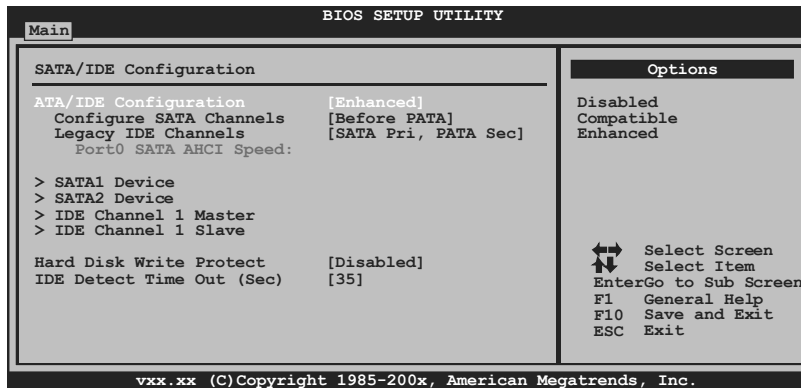 BIOS SETUP UTILITY
Main
SATA/IDE Configuration
ATA/IDE Configuration [Enhanced]
Configure SATA Channels [Before PATA]
Legacy IDE Channels [SATA Pri, PATA Sec]
Port0 SATA AHCI Speed:
> SATA1 Device
> SATA2 Device
> IDE Channel 1 Master
> IDE Channel 1 Slave
Hard Disk Write Protect [Disabled]
IDE Detect Time Out (Sec) [35]
Options
Disabled
Compatible
Enhanced
Select Screen
Select Item
EnterGo to Sub Screen
F1 General Help
F10 Save and Exit
ESC Exit
vxx.xx (C)Copyright 1985-200x, American Megatrends, Inc.